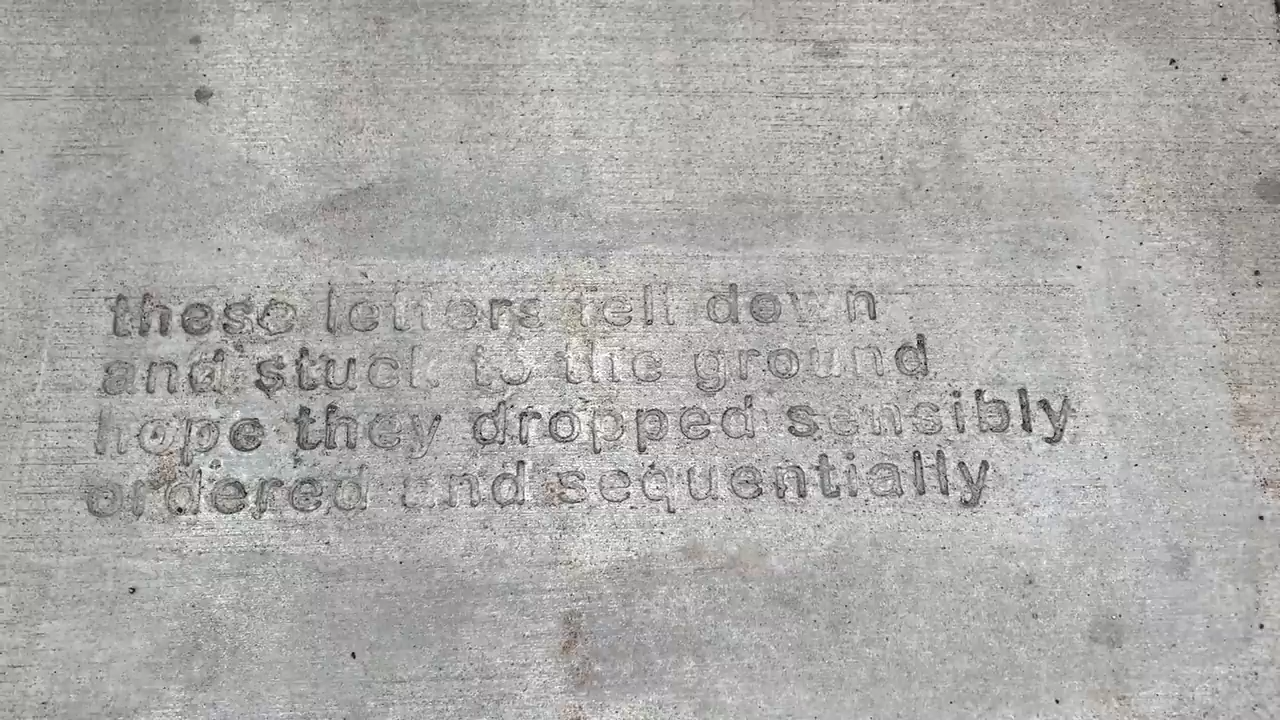 these letters fell down
and stuck to the ground
hope they dropped sensibly
ordered and sequentially